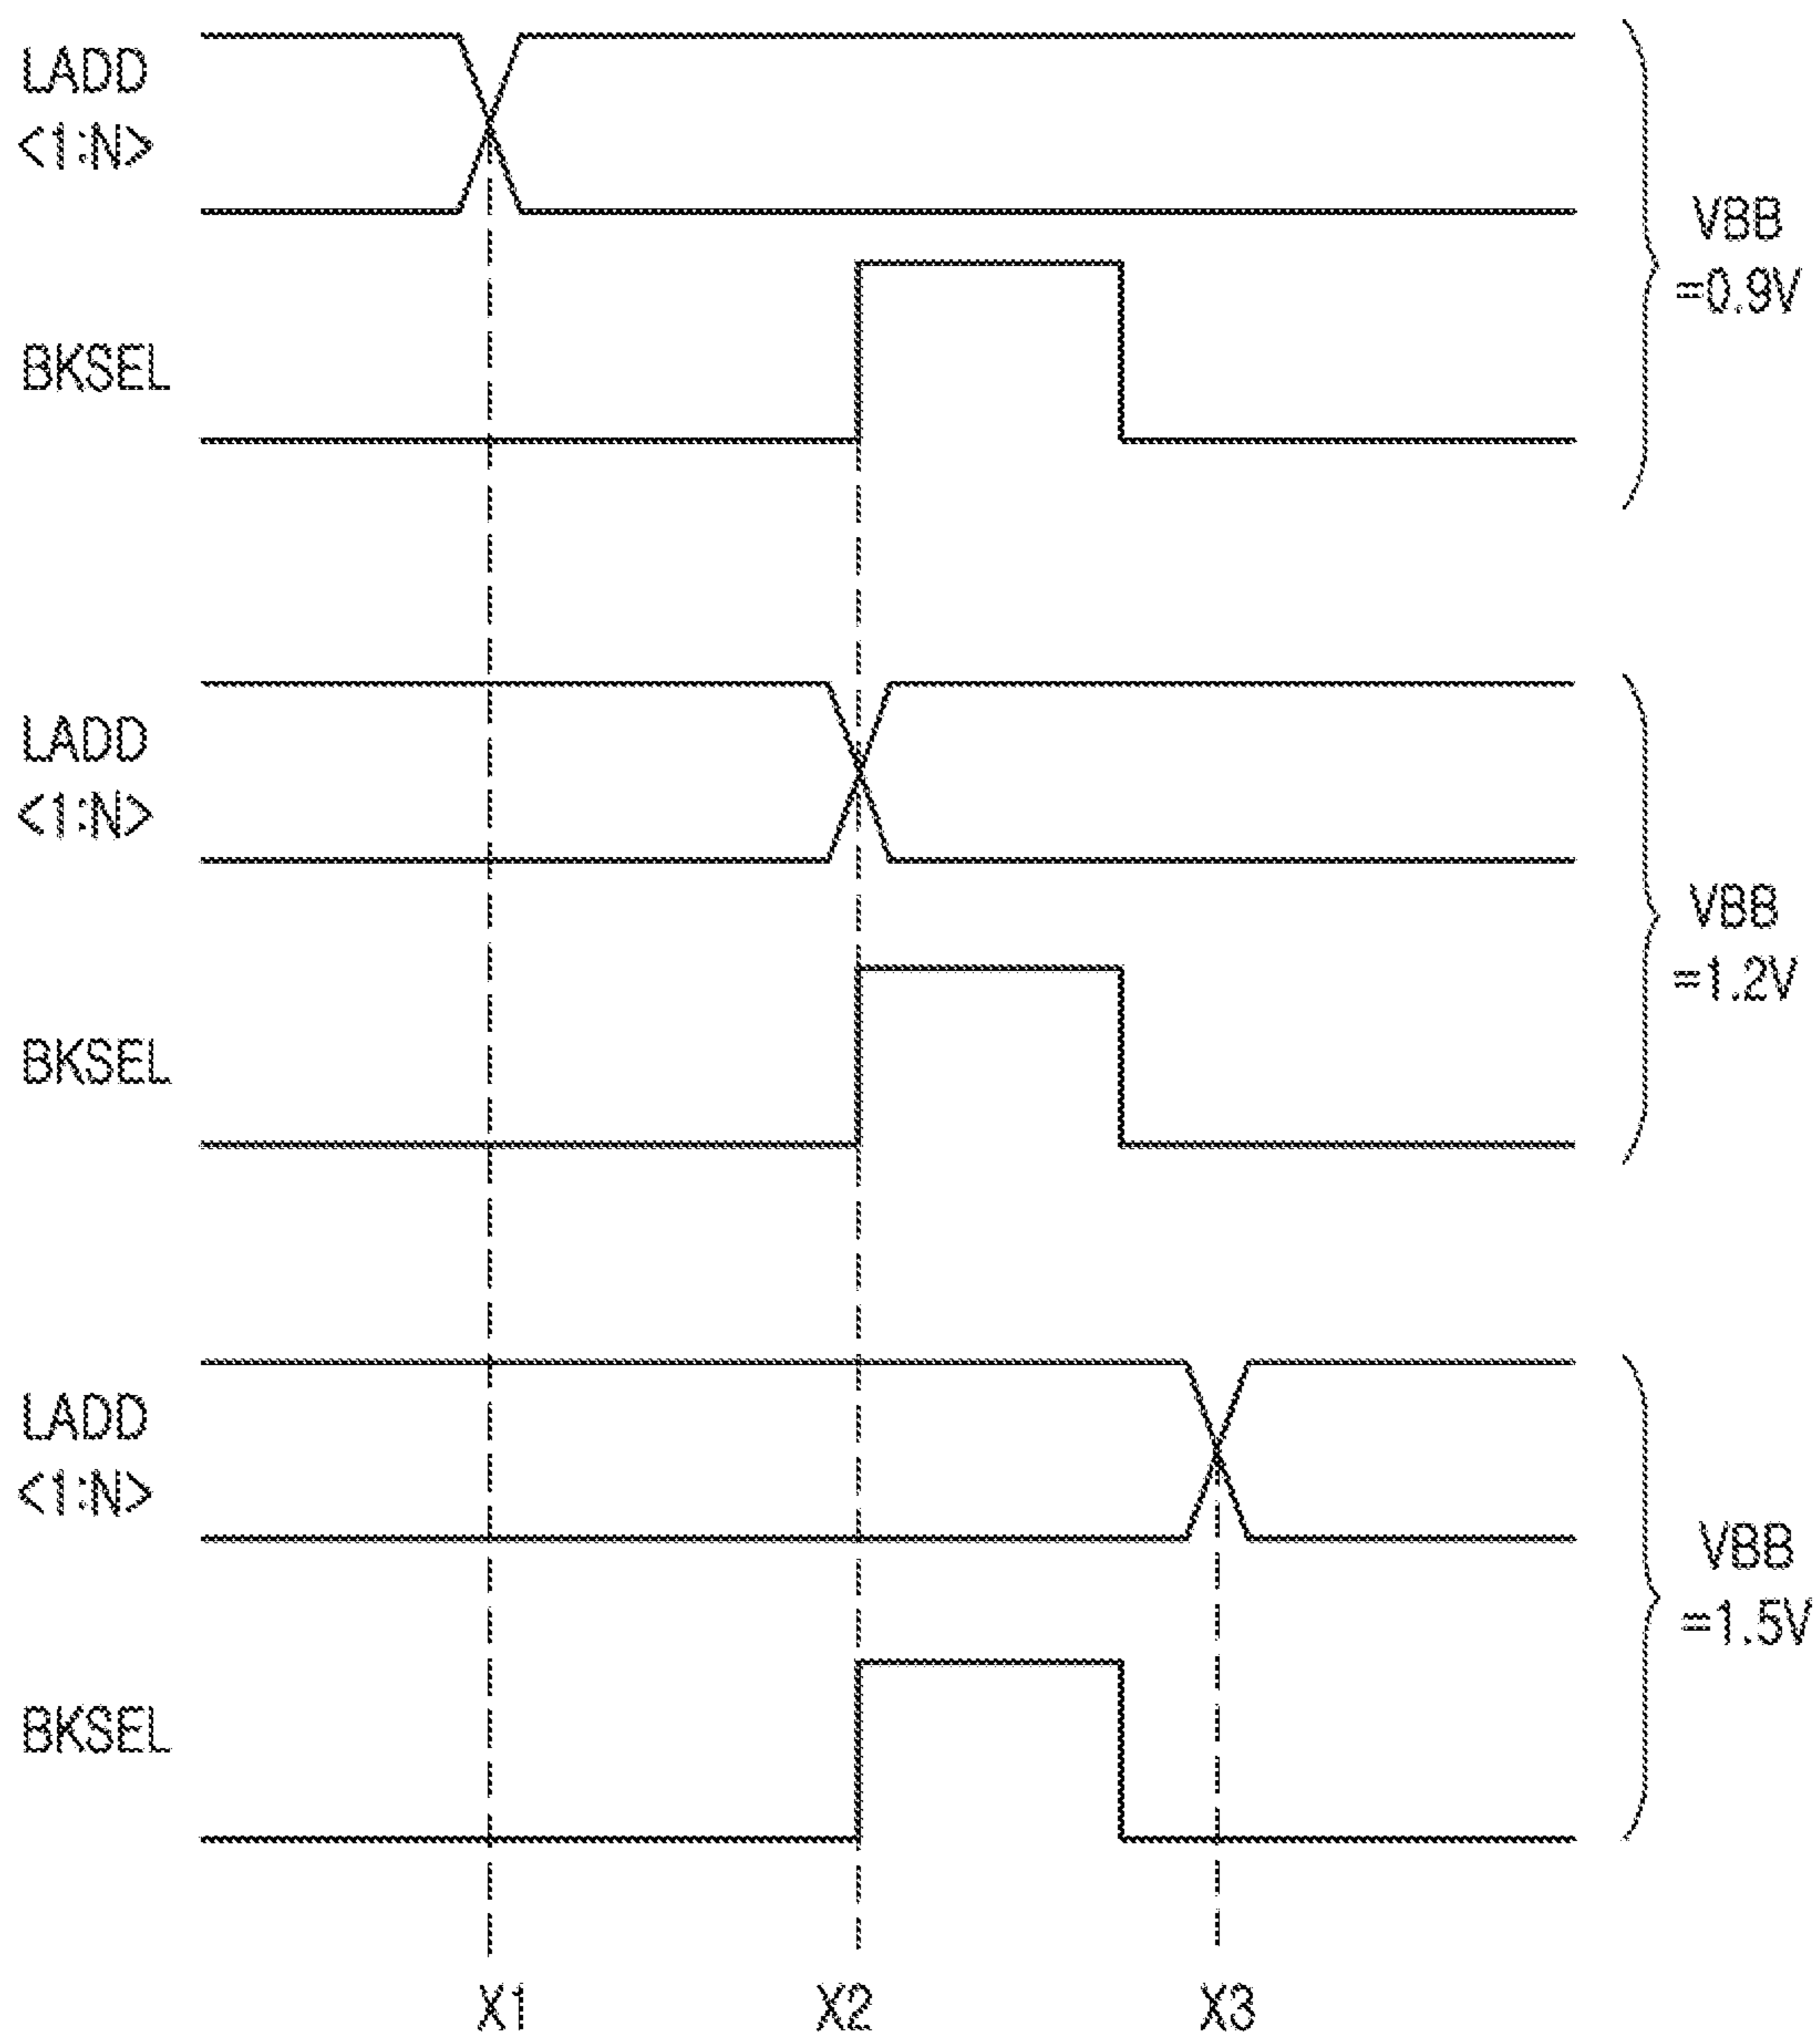 LADD
<1:N>
VBB
=0.9V
BKSEL
LADD
<1:N>
VBB
=1.2V
BKSEL
LADD
<1:N>
VBB
=1.5V
BKSEL
X1 X2 X3